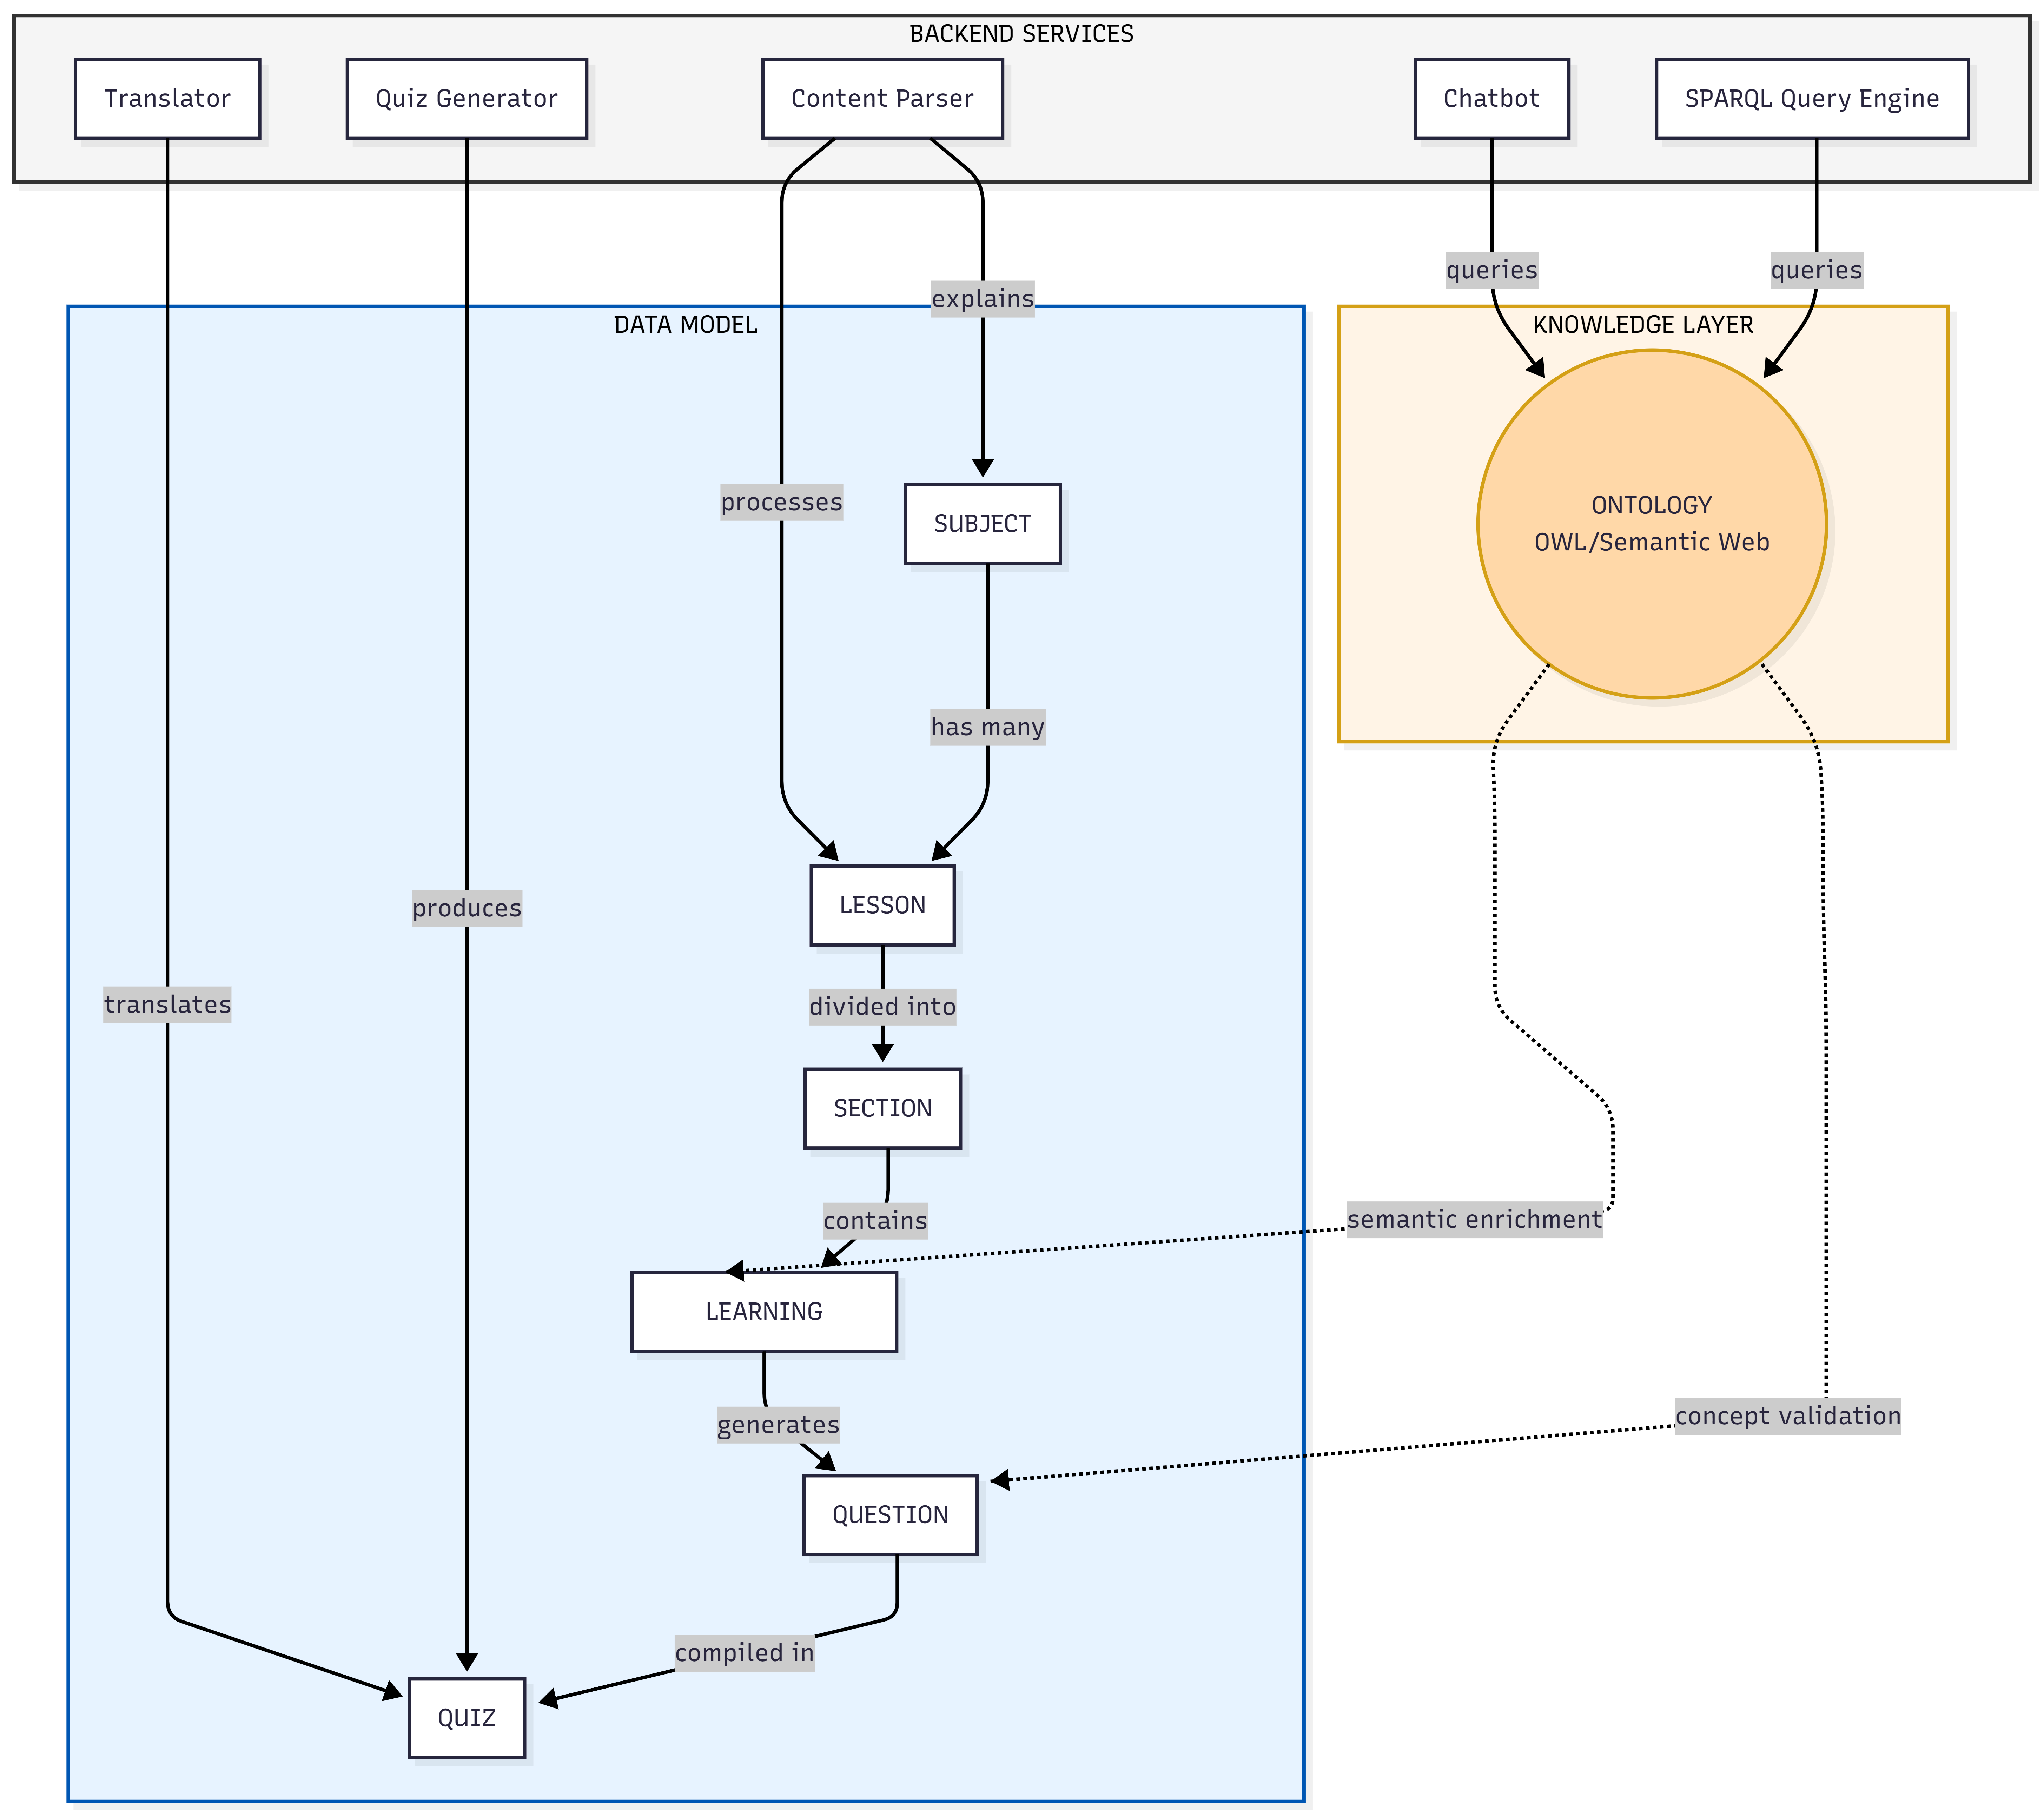 BACKEND SERVICES
Translator
Quiz Generator
Content Parser
Chatbot
SPARQL Query Engine
queries
queries
explains
DATA MODEL
KNOWLEDGE LAYER
processes
SUBJECT
ONTOLOGY
OWL/Semantic Web
has many
LESSON
produces
translates
divided into
SECTION
contains
semantic enrichment
LEARNING
generates
concept validation
QUESTION
compiled in
QUIZ